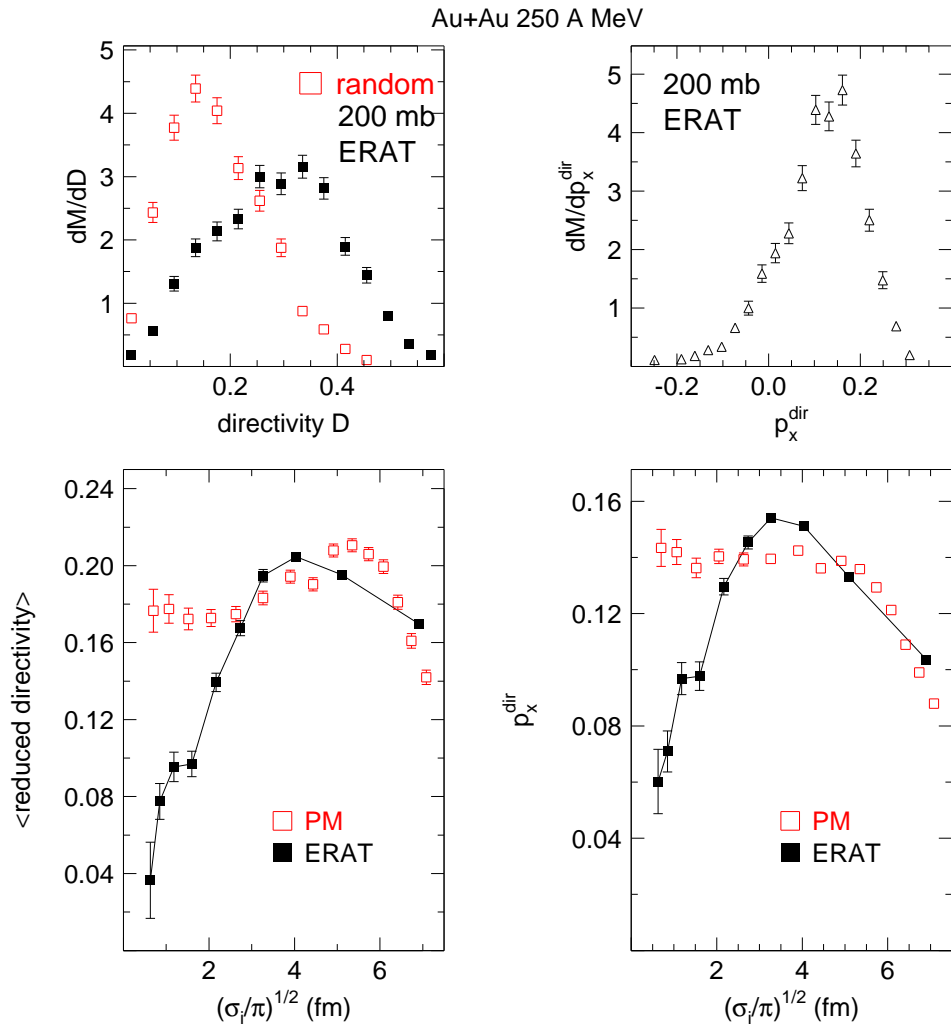 Au+Au 250 A MeV
5
4
3
2
1
dM/dD
random
200 mb
ERAT
0.2
0.4
directivity D
5
4
3
2
1
dM/dp_x^dir
200 mb
ERAT
-0.2
0.0
0.2
p_x^dir
0.24
0.20
0.16
0.12
0.08
0.04
<reduced directivity>
PM
ERAT
2
4
6
(σ_i/π)^1/2 (fm)
0.16
0.12
0.08
0.04
p_x^dir
PM
ERAT
2
4
6
(σ_i/π)^1/2 (fm)